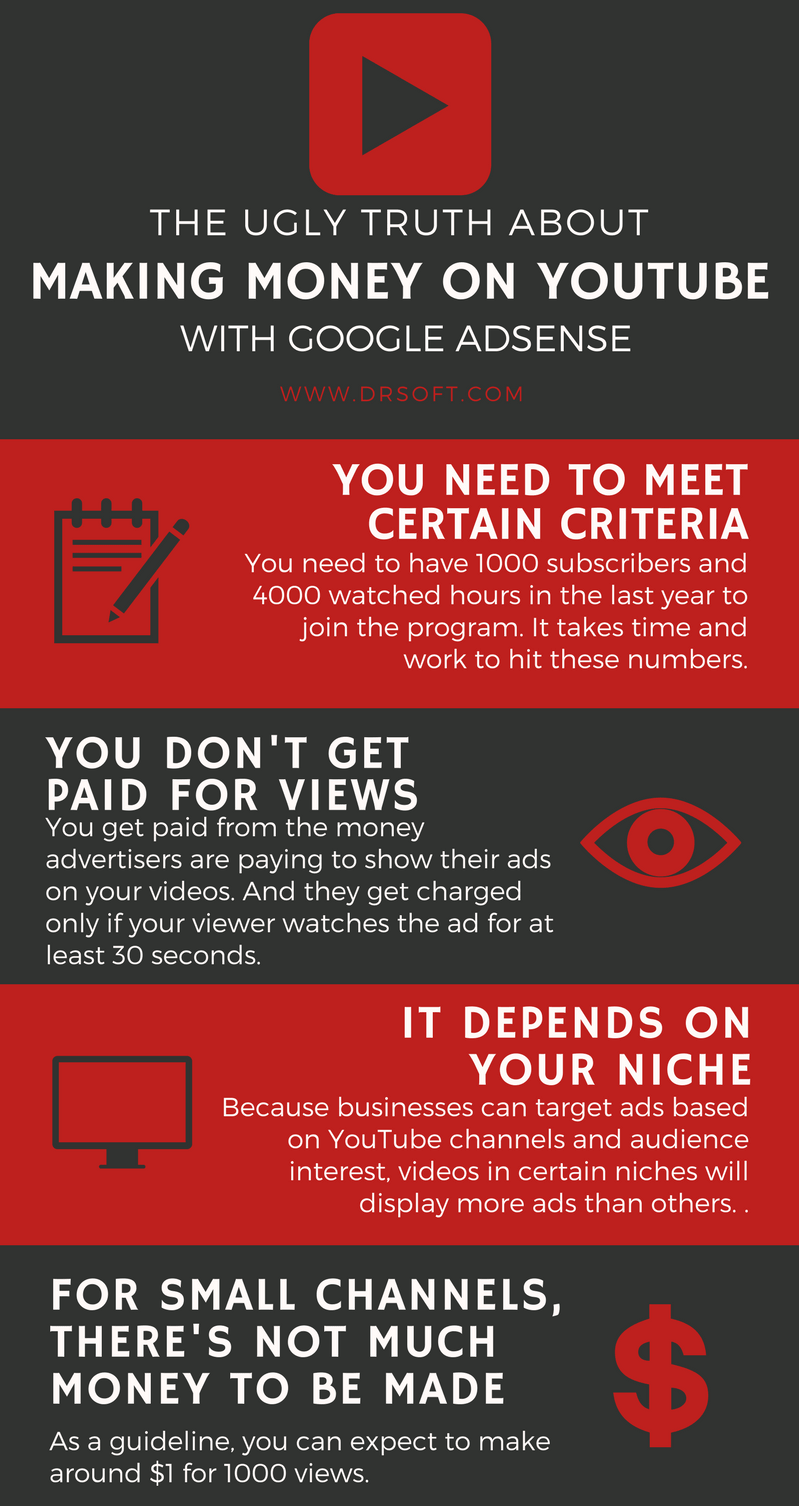 THE UGLY TRUTH ABOUT
MAKING MONEY ON YOUTUBE
WITH GOOGLE ADSENSE
WWW.DRSOFT.COM
YOU NEED TO MEET
CERTAIN CRITERIA
You need to have 1000 subscribers and
4000 watched hours in the last year to
join the program. It takes time and
work to hit these numbers.
YOU DON'T GET
PAID FOR VIEWS
You get paid from the money
advertisers are paying to show their ads
on your videos. And they get charged
only if your viewer watches the ad for at
least 30 seconds.
IT DEPENDS ON
YOUR NICHE
Because businesses can target ads based
on YouTube channels and audience
interest, videos in certain niches will
display more ads than others. .
FOR SMALL CHANNELS,
THERE'S NOT MUCH
MONEY TO BE MADE
As a guideline, you can expect to make
around $1 for 1000 views.
$